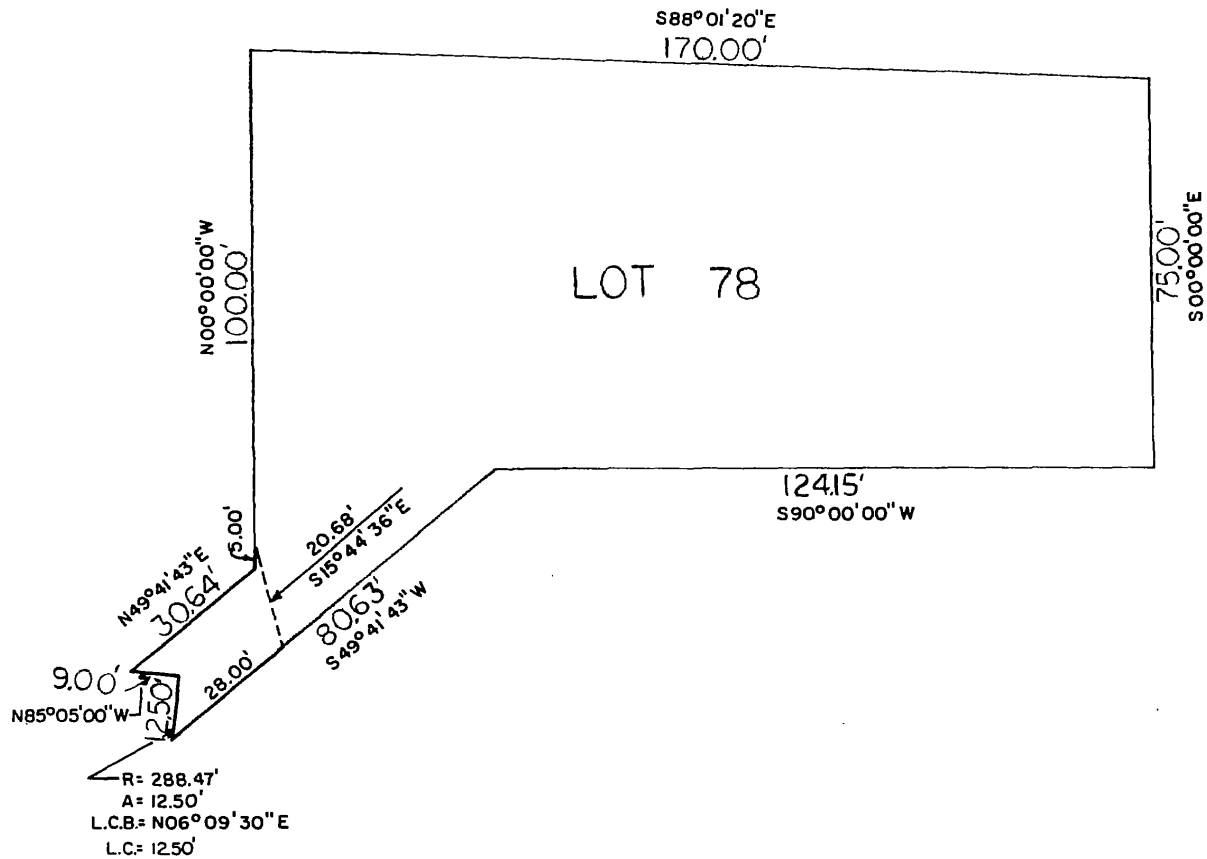 S88°01'20"E
170.00'
N00°00'00"W
100.00'
LOT 78
75.00'
S00°00'00"E
124.15'
S90°00'00"W
5.00'
20.68'
S15°44'36"E
N49°41'43"E
30.64'
80.63'
S49°41'43"W
28.00'
9.00'
N85°05'00"W
12.50'
R= 288.47'
A= 12.50'
L.C.B.= N06°09'30"E
L.C.= 12.50'